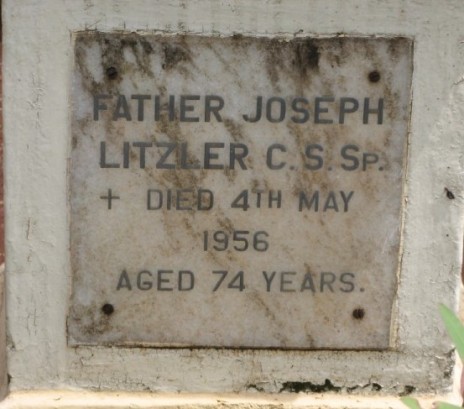 FATHER JOSEPH
LITZLER C.S.Sp.
+ DIED 4TH MAY
1956
AGED 74 YEARS.